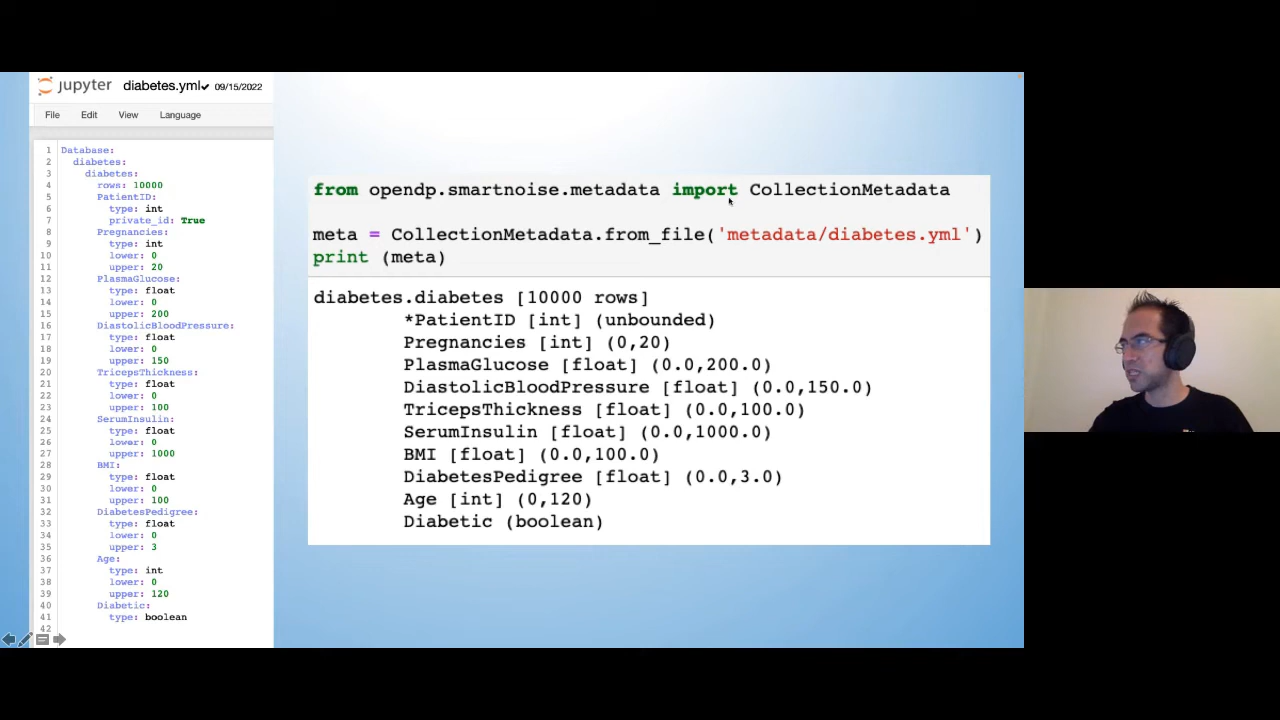 jupyter diabetes.yml✔ 09/15/2022
File Edit View Language
1 Database:
2 diabetes:
3 diabetes:
4 rows: 10000
5 PatientID:
6 type: int
7 private_id: True
8 Pregnancies:
9 type: int
10 lower: 0
11 upper: 20
12 PlasmaGlucose:
13 type: float
14 lower: 0
15 upper: 200
16 DiastolicBloodPressure:
17 type: float
18 lower: 0
19 upper: 150
20 TricepsThickness:
21 type: float
22 lower: 0
23 upper: 100
24 SerumInsulin:
25 type: float
26 lower: 0
27 upper: 1000
28 BMI:
29 type: float
30 lower: 0
31 upper: 100
32 DiabetesPedigree:
33 type: float
34 lower: 0
35 upper: 3
36 Age:
37 type: int
38 lower: 0
39 upper: 120
40 Diabetic:
41 type: boolean
42
from opendp.smartnoise.metadata import CollectionMetadata
meta = CollectionMetadata.from_file('metadata/diabetes.yml')
print (meta)
diabetes.diabetes [10000 rows]
*PatientID [int] (unbounded)
Pregnancies [int] (0,20)
PlasmaGlucose [float] (0.0,200.0)
DiastolicBloodPressure [float] (0.0,150.0)
TricepsThickness [float] (0.0,100.0)
SerumInsulin [float] (0.0,1000.0)
BMI [float] (0.0,100.0)
DiabetesPedigree [float] (0.0,3.0)
Age [int] (0,120)
Diabetic (boolean)